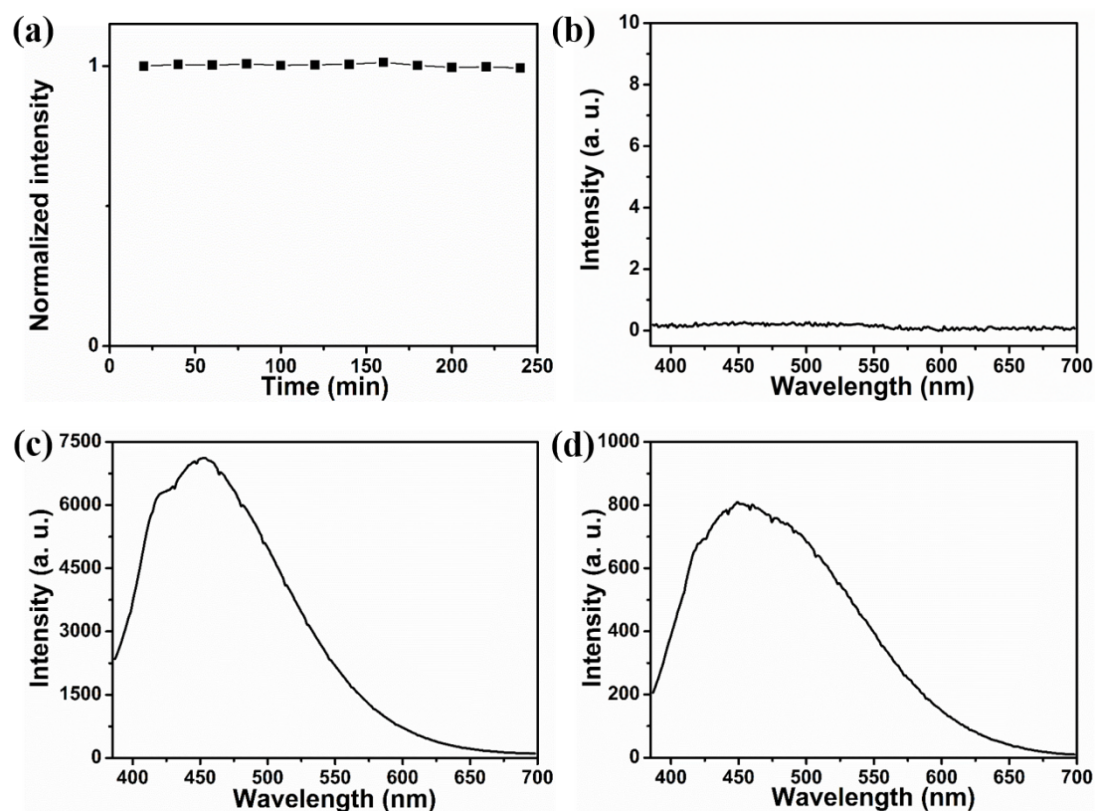 (a)
Normalized intensity
1
0
0 50 100 150 200 250
Time (min)
(b)
Intensity (a. u.)
10
8
6
4
2
0
400 450 500 550 600 650 700
Wavelength (nm)
(c)
Intensity (a. u.)
7500
6000
4500
3000
1500
0
400 450 500 550 600 650 700
Wavelength (nm)
(d)
Intensity (a. u.)
1000
800
600
400
200
0
400 450 500 550 600 650 700
Wavelength (nm)